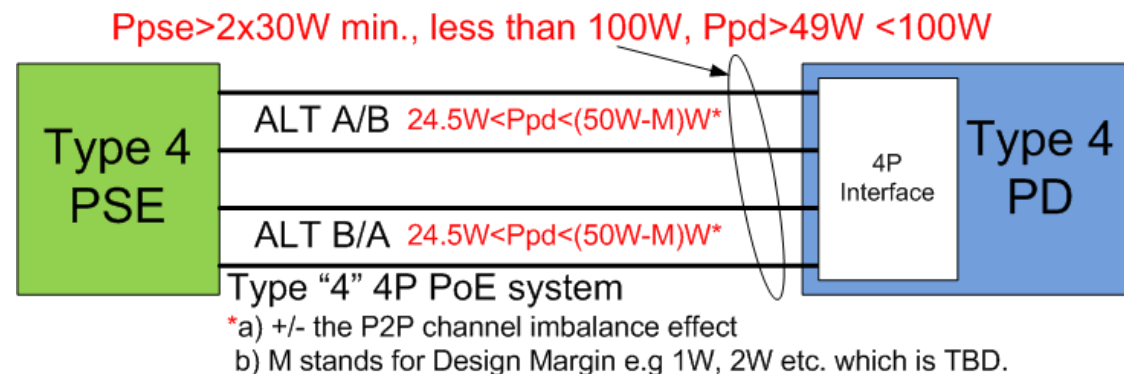 Ppse>2x30W min., less than 100W, Ppd>49W <100W
Type 4
PSE
ALT A/B 24.5W<Ppd<(50W-M)W*
ALT B/A 24.5W<Ppd<(50W-M)W*
4P
Interface
Type 4
PD
Type “4” 4P PoE system
*a) +/- the P2P channel imbalance effect
b) M stands for Design Margin e.g 1W, 2W etc. which is TBD.